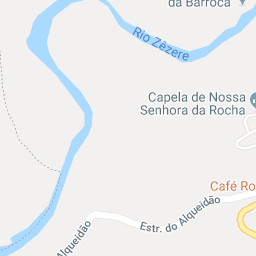 da Barroca
Rio Zêzere
Capela de Nossa
Senhora da Rocha
Café Ro
Estr. do Alqueidão
Alqueidão